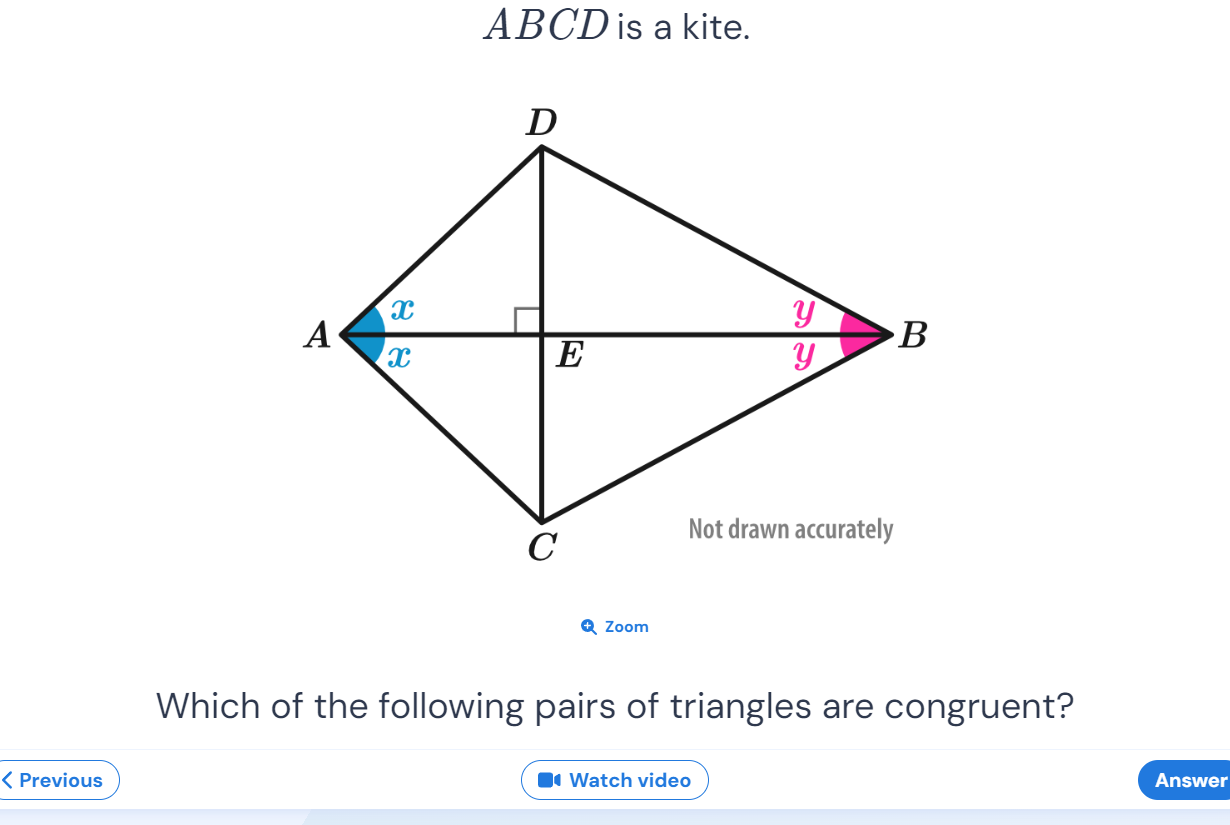 ABCD is a kite.
D
x
y
A
B
E
x
y
Not drawn accurately
C
Zoom
Which of the following pairs of triangles are congruent?
Previous
Watch video
Answer